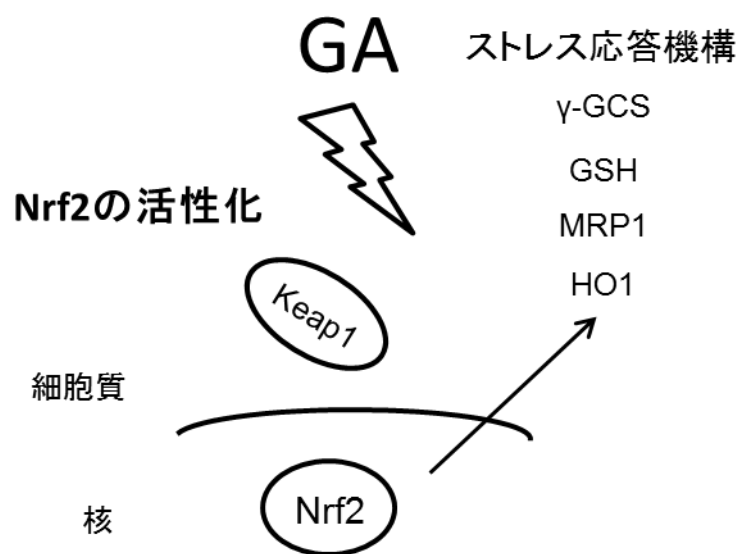 GA
ストレス応答機構
γ-GCS
GSH
MRP1
HO1
Nrf2の活性化
Keap1
細胞質
Nrf2
核